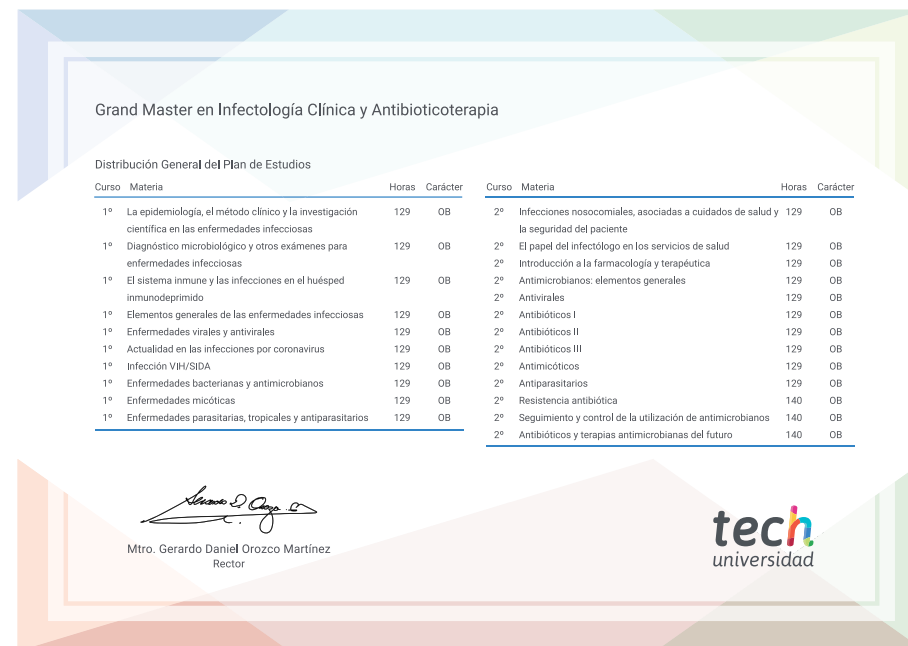 Grand Master en Infectología Clínica y Antibioticoterapia
Distribución General del Plan de Estudios
Curso Materia Horas Carácter
1º La epidemiología, el método clínico y la investigación 129 OB
científica en las enfermedades infecciosas
1º Diagnóstico microbiológico y otros exámenes para 129 OB
enfermedades infecciosas
1º El sistema inmune y las infecciones en el huésped 129 OB
inmunodeprimido
1º Elementos generales de las enfermedades infecciosas 129 OB
1º Enfermedades virales y antivirales 129 OB
1º Actualidad en las infecciones por coronavirus 129 OB
1º Infección VIH/SIDA 129 OB
1º Enfermedades bacterianas y antimicrobianos 129 OB
1º Enfermedades micóticas 129 OB
1º Enfermedades parasitarias, tropicales y antiparasitarios 129 OB
Curso Materia Horas Carácter
2º Infecciones nosocomiales, asociadas a cuidados de salud y 129 OB
la seguridad del paciente
2º El papel del infectólogo en los servicios de salud 129 OB
2º Introducción a la farmacología y terapéutica 129 OB
2º Antimicrobianos: elementos generales 129 OB
2º Antivirales 129 OB
2º Antibióticos I 129 OB
2º Antibióticos II 129 OB
2º Antibióticos III 129 OB
2º Antimicóticos 129 OB
2º Antiparasitarios 129 OB
2º Resistencia antibiótica 140 OB
2º Seguimiento y control de la utilización de antimicrobianos 140 OB
2º Antibióticos y terapias antimicrobianas del futuro 140 OB
Mtro. Gerardo Daniel Orozco Martínez
Rector
tech
universidad